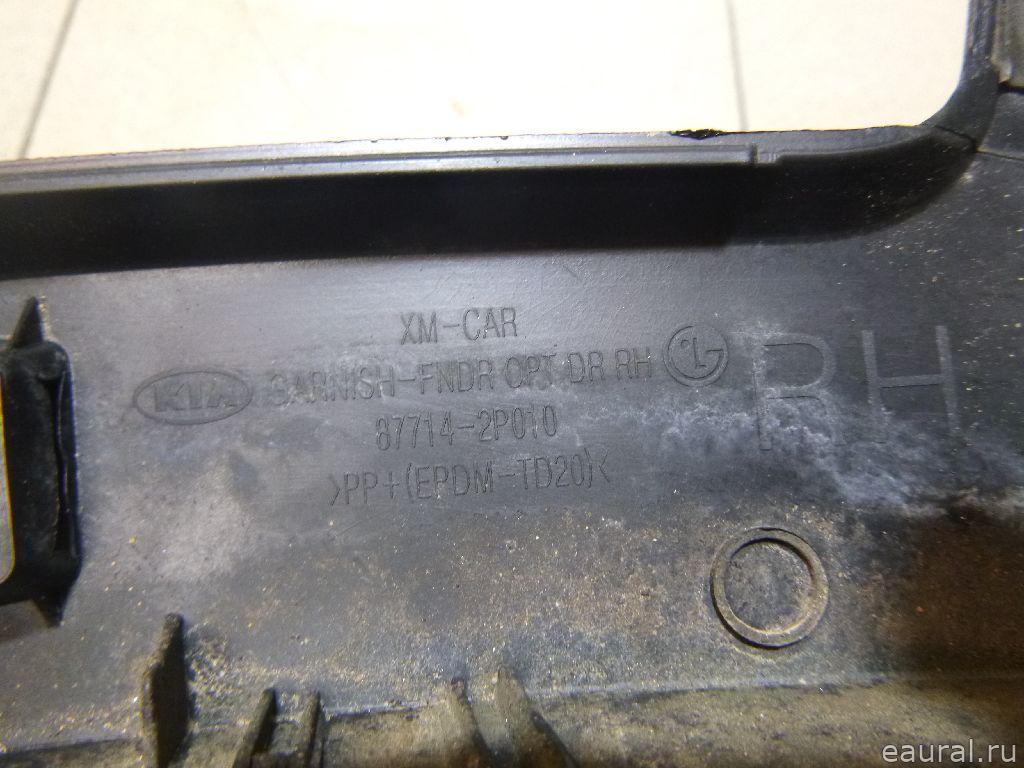 XM-CAR
KIA GARNISH-FNDR OPT DR RH LG RH
87714-2P010
>PP+(EPDM-TD20)<
eaural.ru